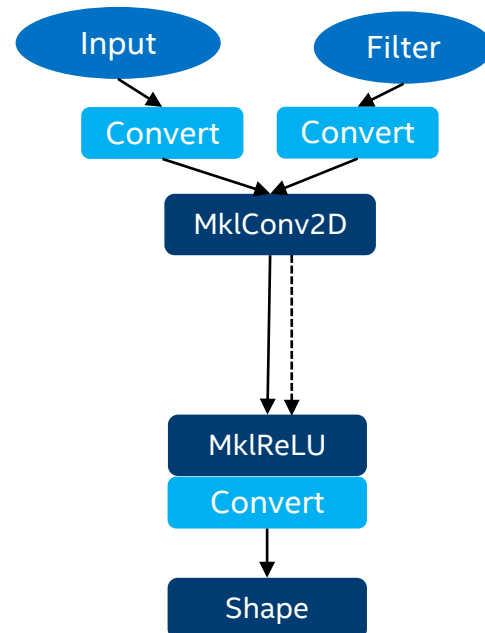 Input
Filter
Convert
Convert
MklConv2D
MklReLU
Convert
Shape